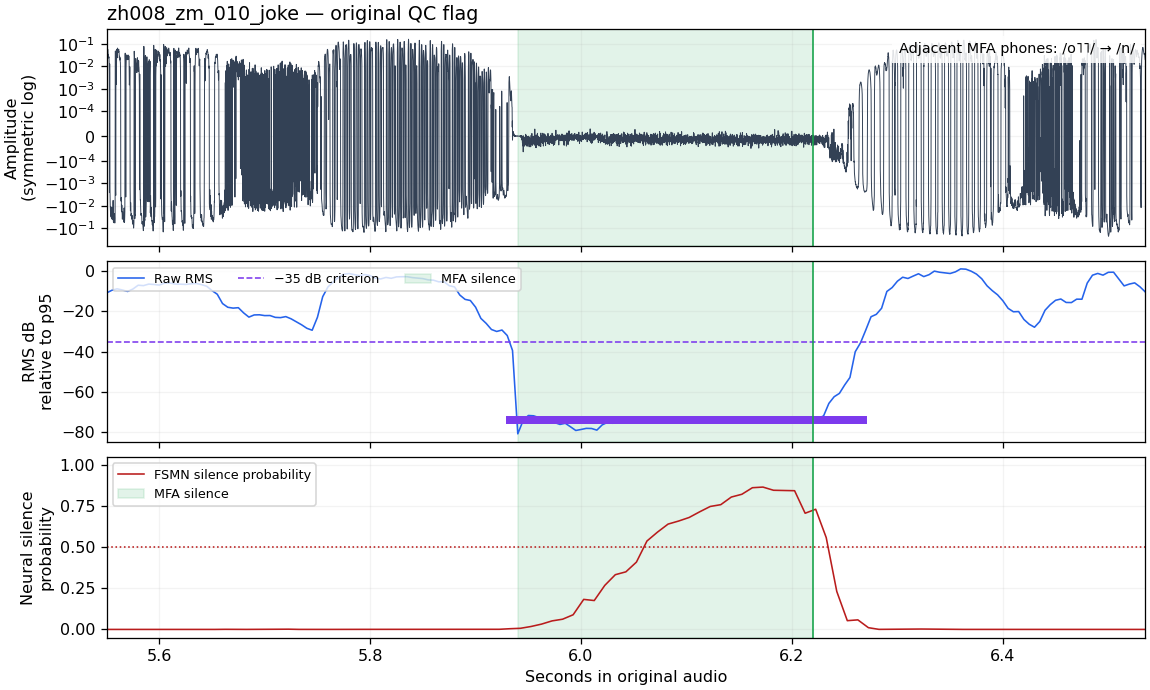 zh008_zm_010_joke — original QC flag
Adjacent MFA phones: /o˥˥/ → /n/
Amplitude
(symmetric log)
10⁻¹
10⁻²
10⁻³
10⁻⁴
0
−10⁻⁴
−10⁻³
−10⁻²
−10⁻¹
RMS dB
relative to p95
0
−20
−40
−60
−80
Raw RMS
−35 dB criterion
MFA silence
Neural silence
probability
1.00
0.75
0.50
0.25
0.00
FSMN silence probability
MFA silence
5.6 5.8 6.0 6.2 6.4
Seconds in original audio